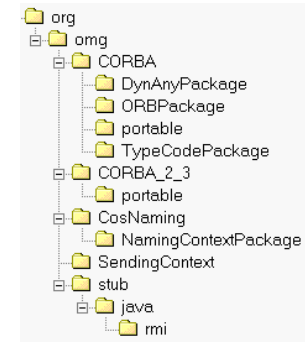 org
omg
CORBA
DynAnyPackage
ORBPackage
portable
TypeCodePackage
CORBA_2_3
portable
CosNaming
NamingContextPackage
SendingContext
stub
java
rmi